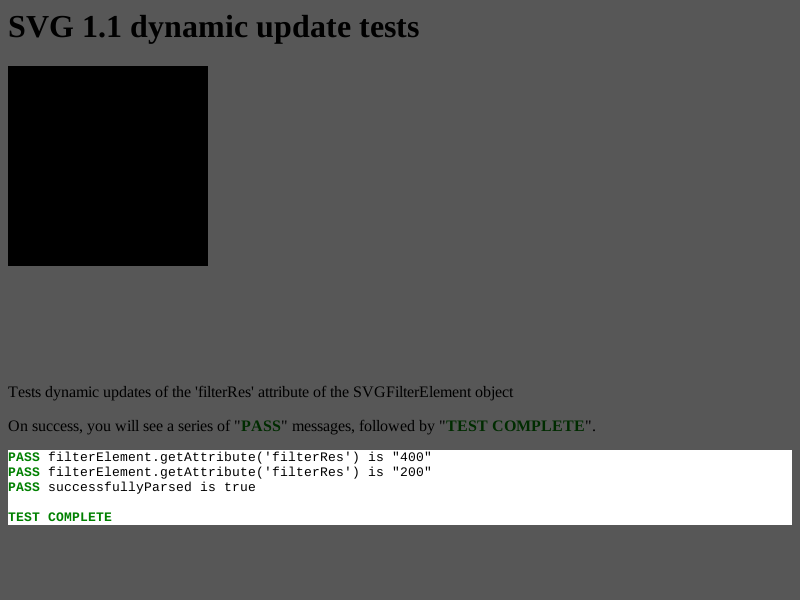 SVG 1.1 dynamic update tests
Tests dynamic updates of the 'filterRes' attribute of the SVGFilterElement object
On success, you will see a series of "PASS" messages, followed by "TEST COMPLETE".
PASS filterElement.getAttribute('filterRes') is "400"
PASS filterElement.getAttribute('filterRes') is "200"
PASS successfullyParsed is true
TEST COMPLETE